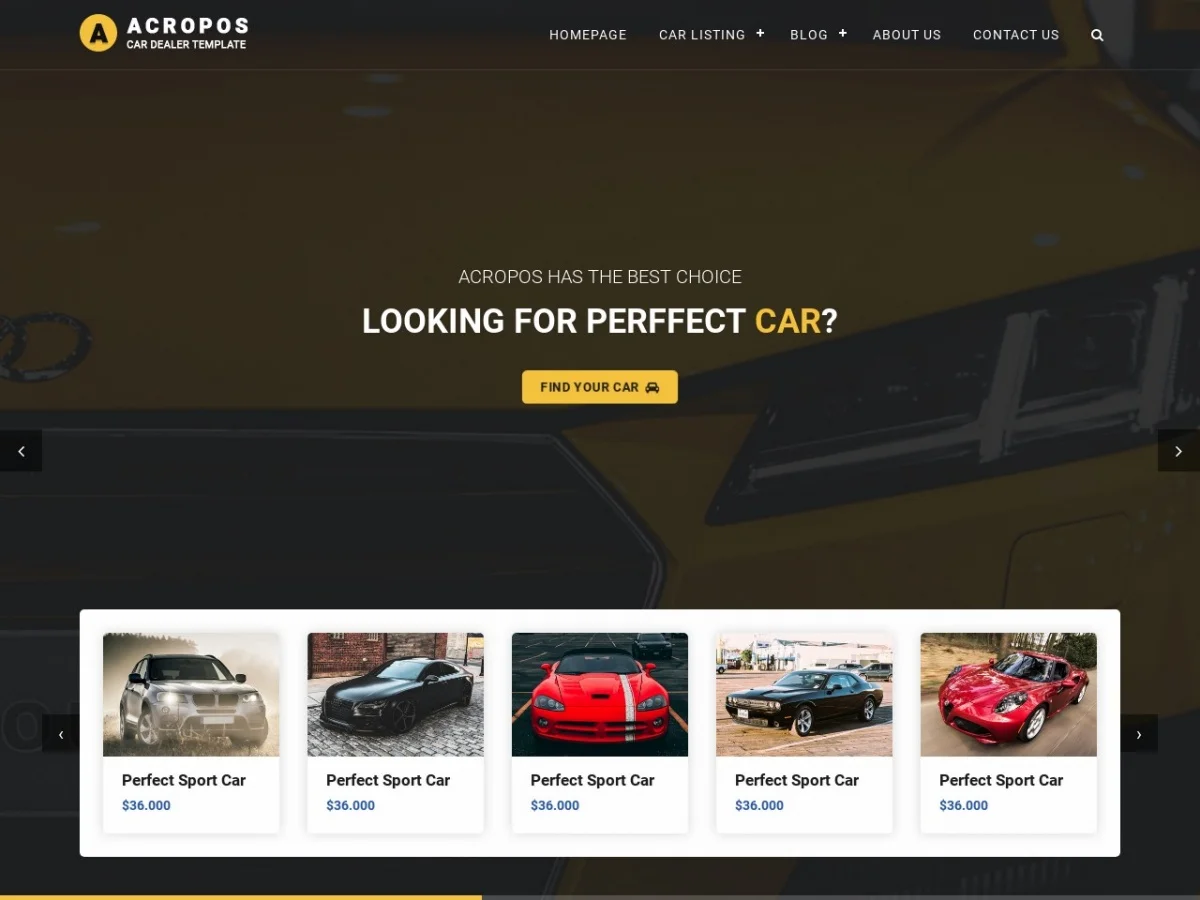 A
ACROPOS
CAR DEALER TEMPLATE
HOMEPAGE
CAR LISTING +
BLOG +
ABOUT US
CONTACT US
ACROPOS HAS THE BEST CHOICE
LOOKING FOR PERFFECT CAR?
FIND YOUR CAR
Perfect Sport Car
$36.000
Perfect Sport Car
$36.000
Perfect Sport Car
$36.000
Perfect Sport Car
$36.000
Perfect Sport Car
$36.000